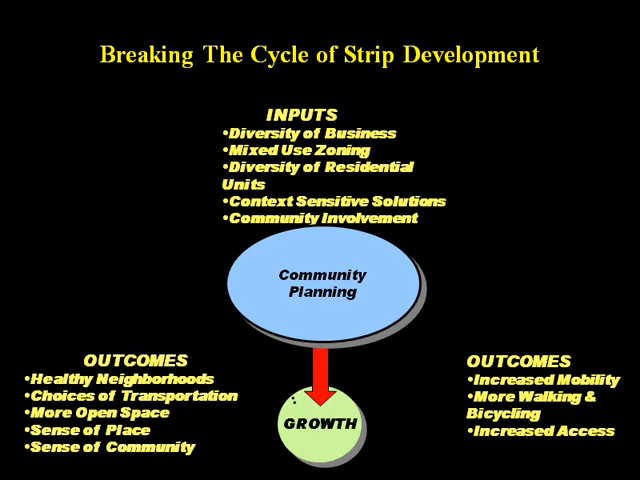 Breaking The Cycle of Strip Development
INPUTS
•Diversity of Business
•Mixed Use Zoning
•Diversity of Residential
Units
•Context Sensitive Solutions
•Community Involvement
Community
Planning
OUTCOMES
•Healthy Neighborhoods
•Choices of Transportation
•More Open Space
•Sense of Place
•Sense of Community
GROWTH
OUTCOMES
•Increased Mobility
•More Walking &
Bicycling
•Increased Access